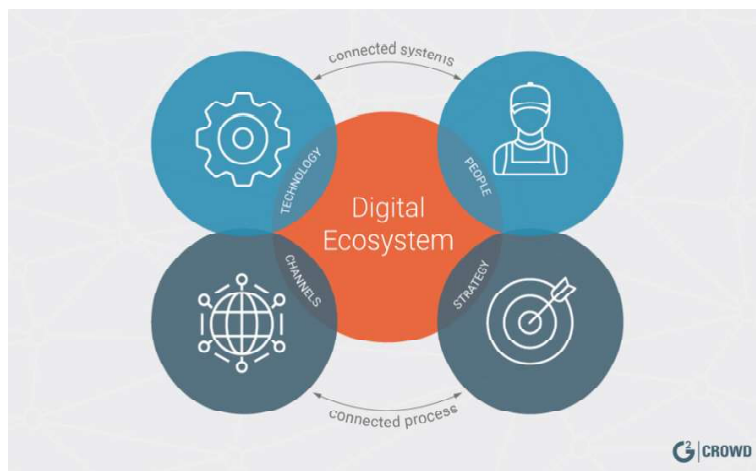 connected systems
TECHNOLOGY
PEOPLE
Digital
Ecosystem
CHANNELS
STRATEGY
connected process
G2 | CROWD